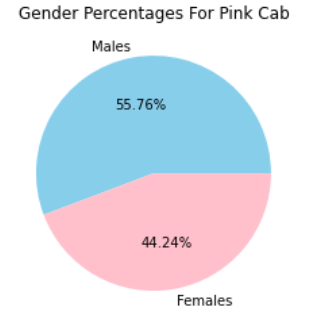 Gender Percentages For Pink Cab
Males
55.76%
44.24%
Females